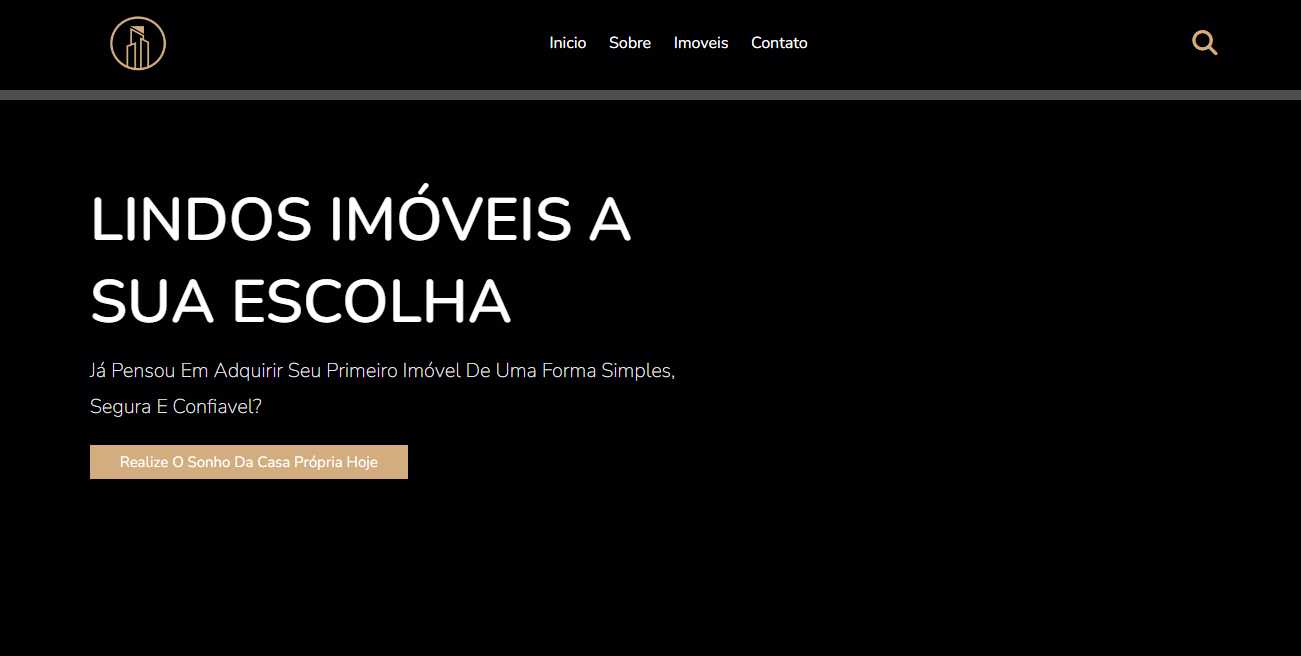 Inicio Sobre Imoveis Contato
LINDOS IMÓVEIS A
SUA ESCOLHA
Já Pensou Em Adquirir Seu Primeiro Imóvel De Uma Forma Simples,
Segura E Confiavel?
Realize O Sonho Da Casa Própria Hoje